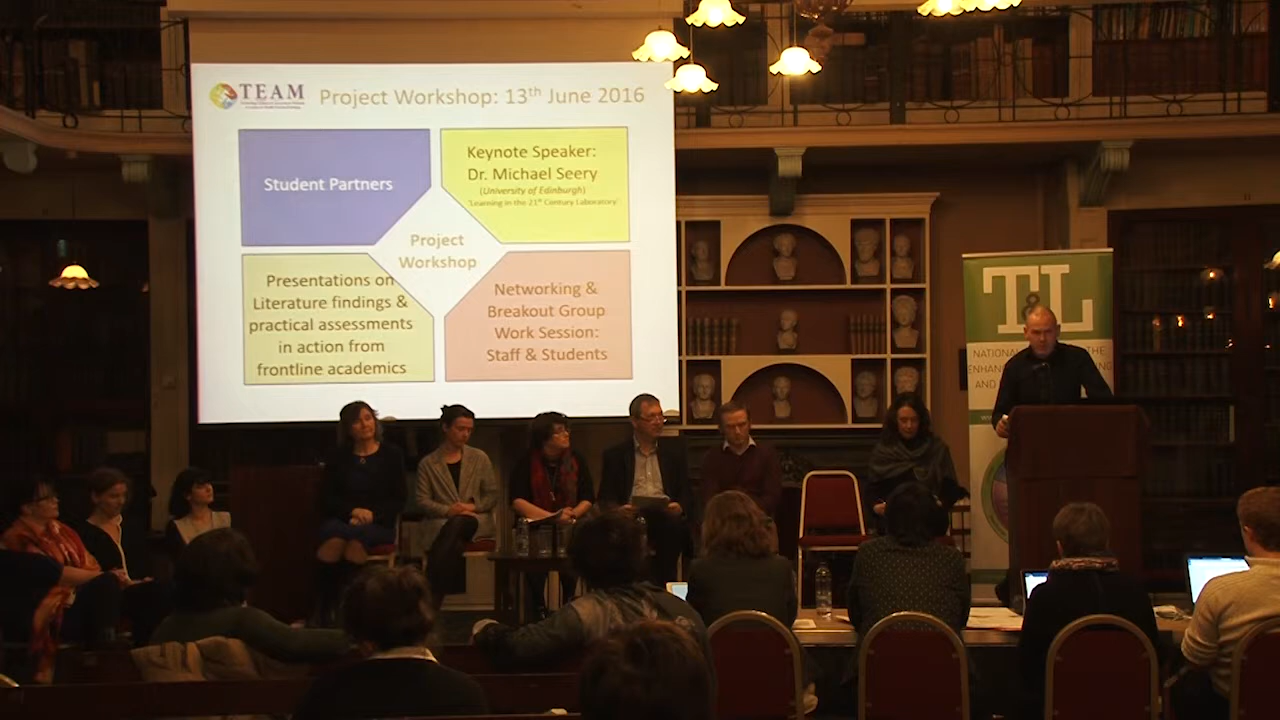 TEAM
Project Workshop: 13th June 2016
Student Partners
Keynote Speaker:
Dr. Michael Seery
(University of Edinburgh)
'Learning in the 21st Century Laboratory'
Project
Workshop
Presentations on
Literature findings &
practical assessments
in action from
frontline academics
Networking &
Breakout Group
Work Session:
Staff & Students
T&L
NATIONAL THE
ENHANC
AND